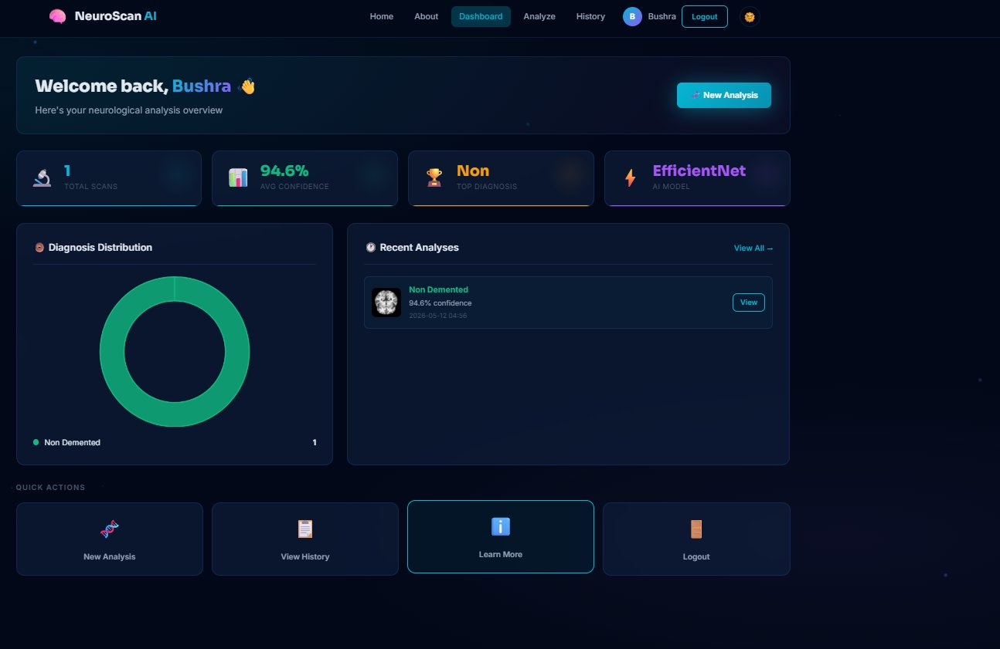 NeuroScan AI
Home About Dashboard Analyze History B Bushra Logout
Welcome back, Bushra 👋
Here's your neurological analysis overview
New Analysis
1
TOTAL SCANS
94.6%
AVG CONFIDENCE
Non
TOP DIAGNOSIS
EfficientNet
AI MODEL
Diagnosis Distribution
Non Demented 1
Recent Analyses
View All →
Non Demented
94.6% confidence
2026-05-12 04:56
View
QUICK ACTIONS
New Analysis
View History
Learn More
Logout